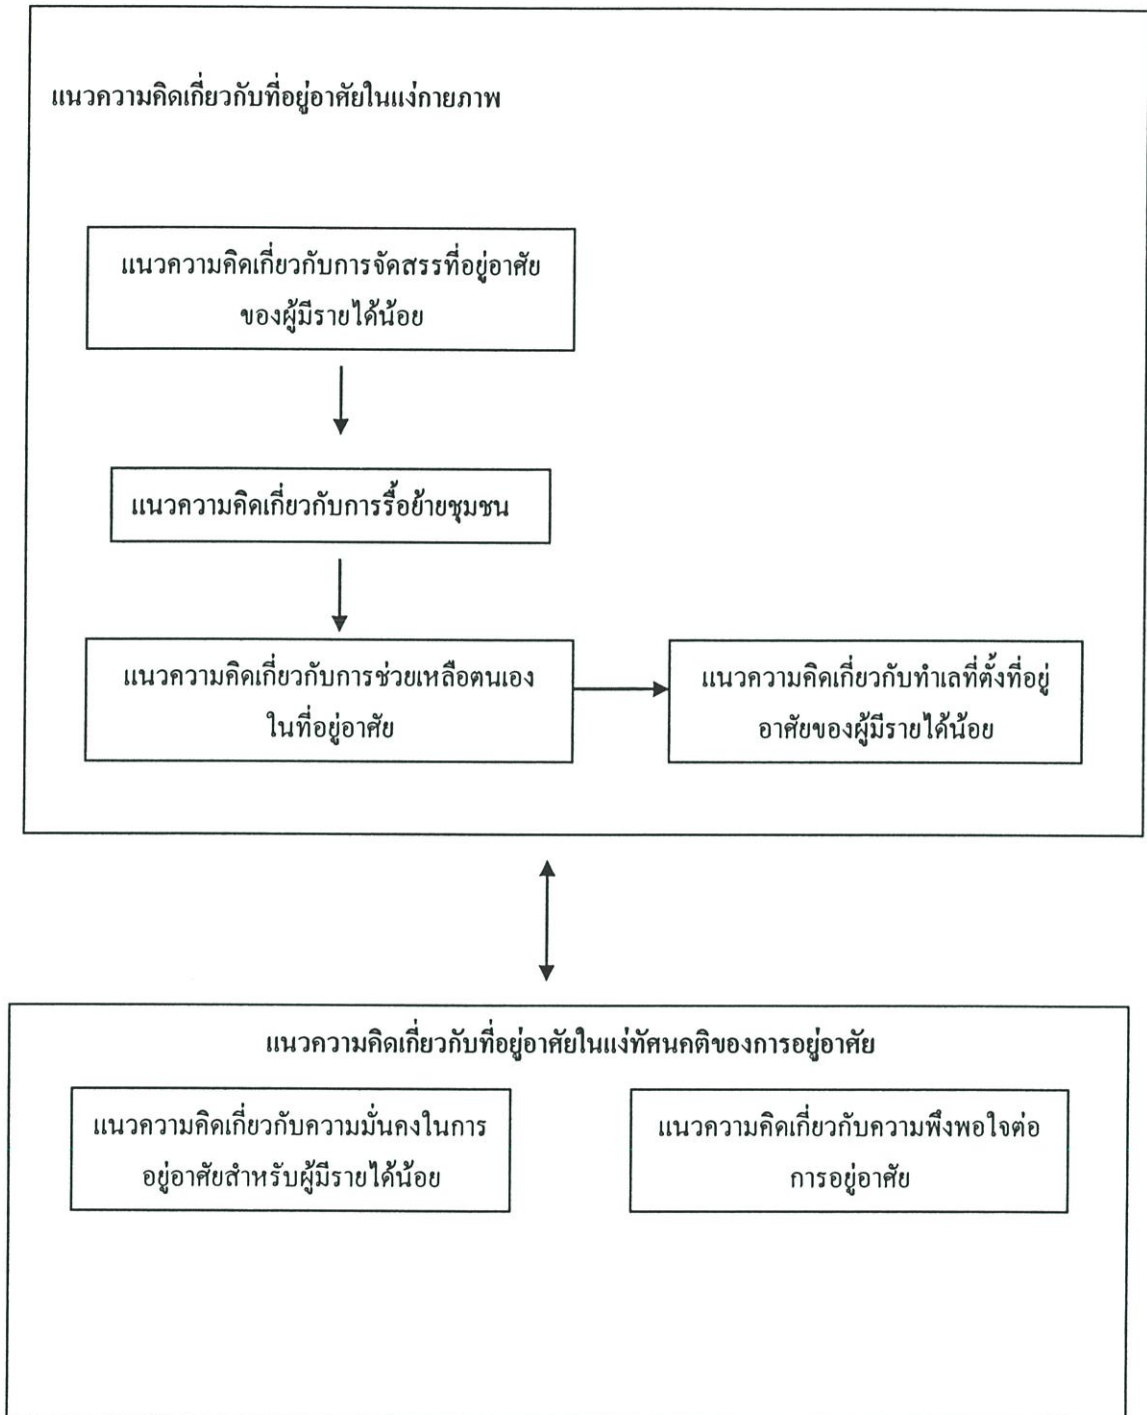 แนวความคิดเกี่ยวกับที่อยู่อาศัยในแง่กายภาพ
แนวความคิดเกี่ยวกับการจัดสรรที่อยู่อาศัย
ของผู้มีรายได้น้อย
แนวความคิดเกี่ยวกับการรื้อย้ายชุมชน
แนวความคิดเกี่ยวกับการช่วยเหลือตนเอง
ในที่อยู่อาศัย
แนวความคิดเกี่ยวกับทำเลที่ตั้งที่อยู่
อาศัยของผู้มีรายได้น้อย
แนวความคิดเกี่ยวกับที่อยู่อาศัยในแง่ทัศนคติของการอยู่อาศัย
แนวความคิดเกี่ยวกับความมั่นคงในการ
อยู่อาศัยสำหรับผู้มีรายได้น้อย
แนวความคิดเกี่ยวกับความพึงพอใจต่อ
การอยู่อาศัย